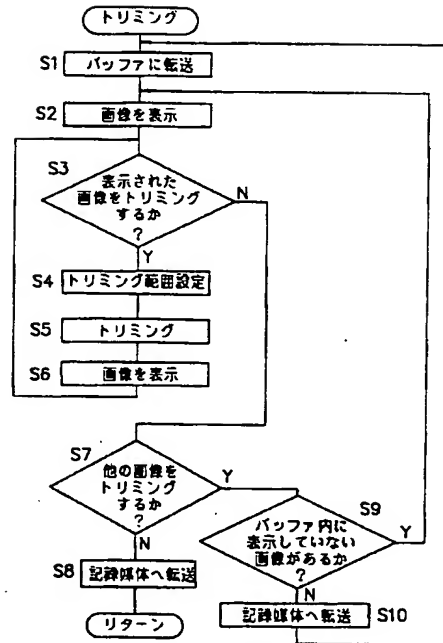 トリミング
S1 バッファに転送
S2 画像を表示
S3
表示された
画像をトリミング
するか
?
N
Y
S4 トリミング範囲設定
S5 トリミング
S6 画像を表示
S7
他の画像を
トリミング
するか
?
Y
N
S9
バッファ内に
表示していない
画像があるか
?
Y
N
S8 記録媒体へ転送
記録媒体へ転送 S10
リターン